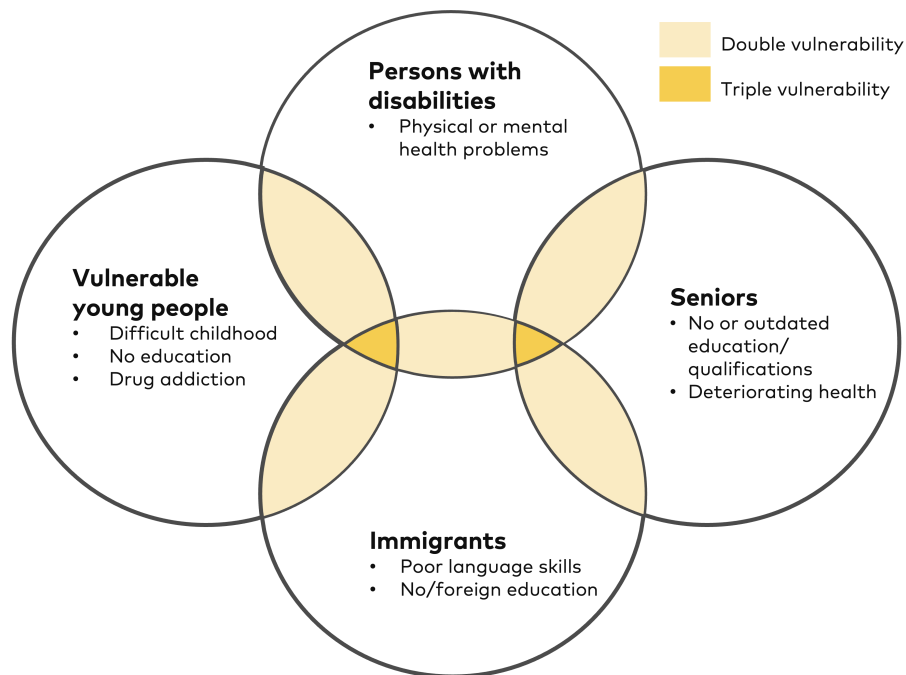 Double vulnerability
Triple vulnerability
Persons with
disabilities
• Physical or mental
health problems
Vulnerable
young people
• Difficult childhood
• No education
• Drug addiction
Seniors
• No or outdated
education/
qualifications
• Deteriorating health
Immigrants
• Poor language skills
• No/foreign education